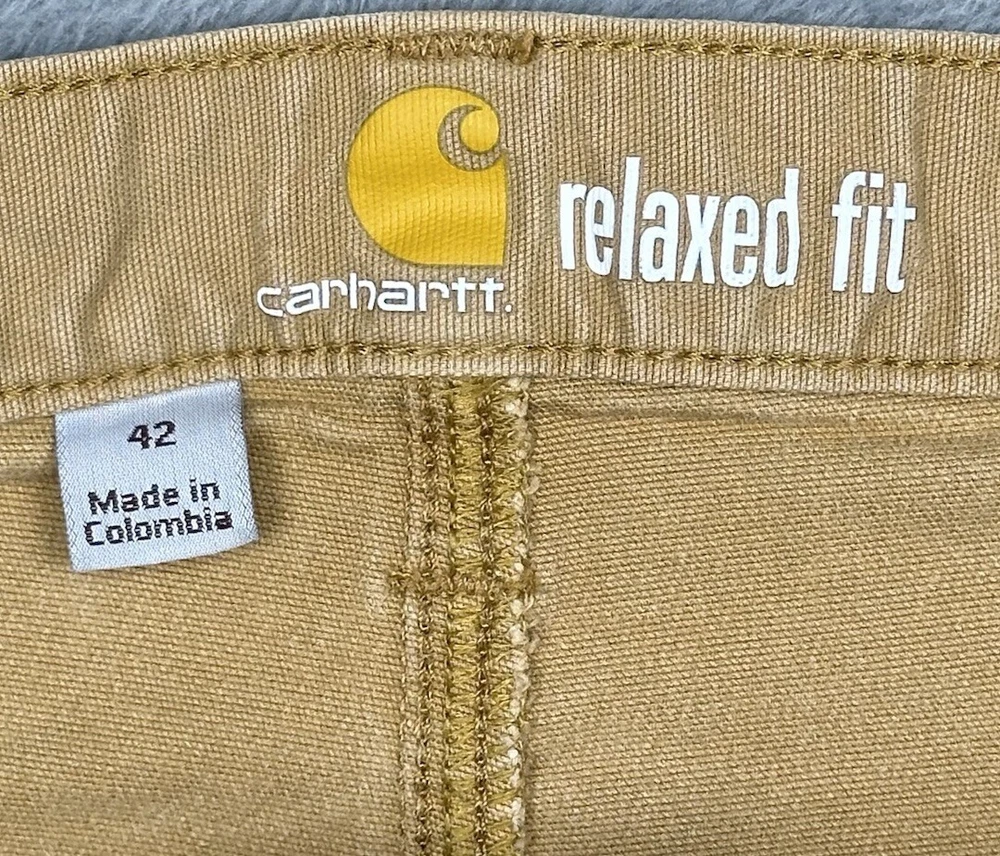 carhartt.
relaxed fit
42
Made in
Colombia